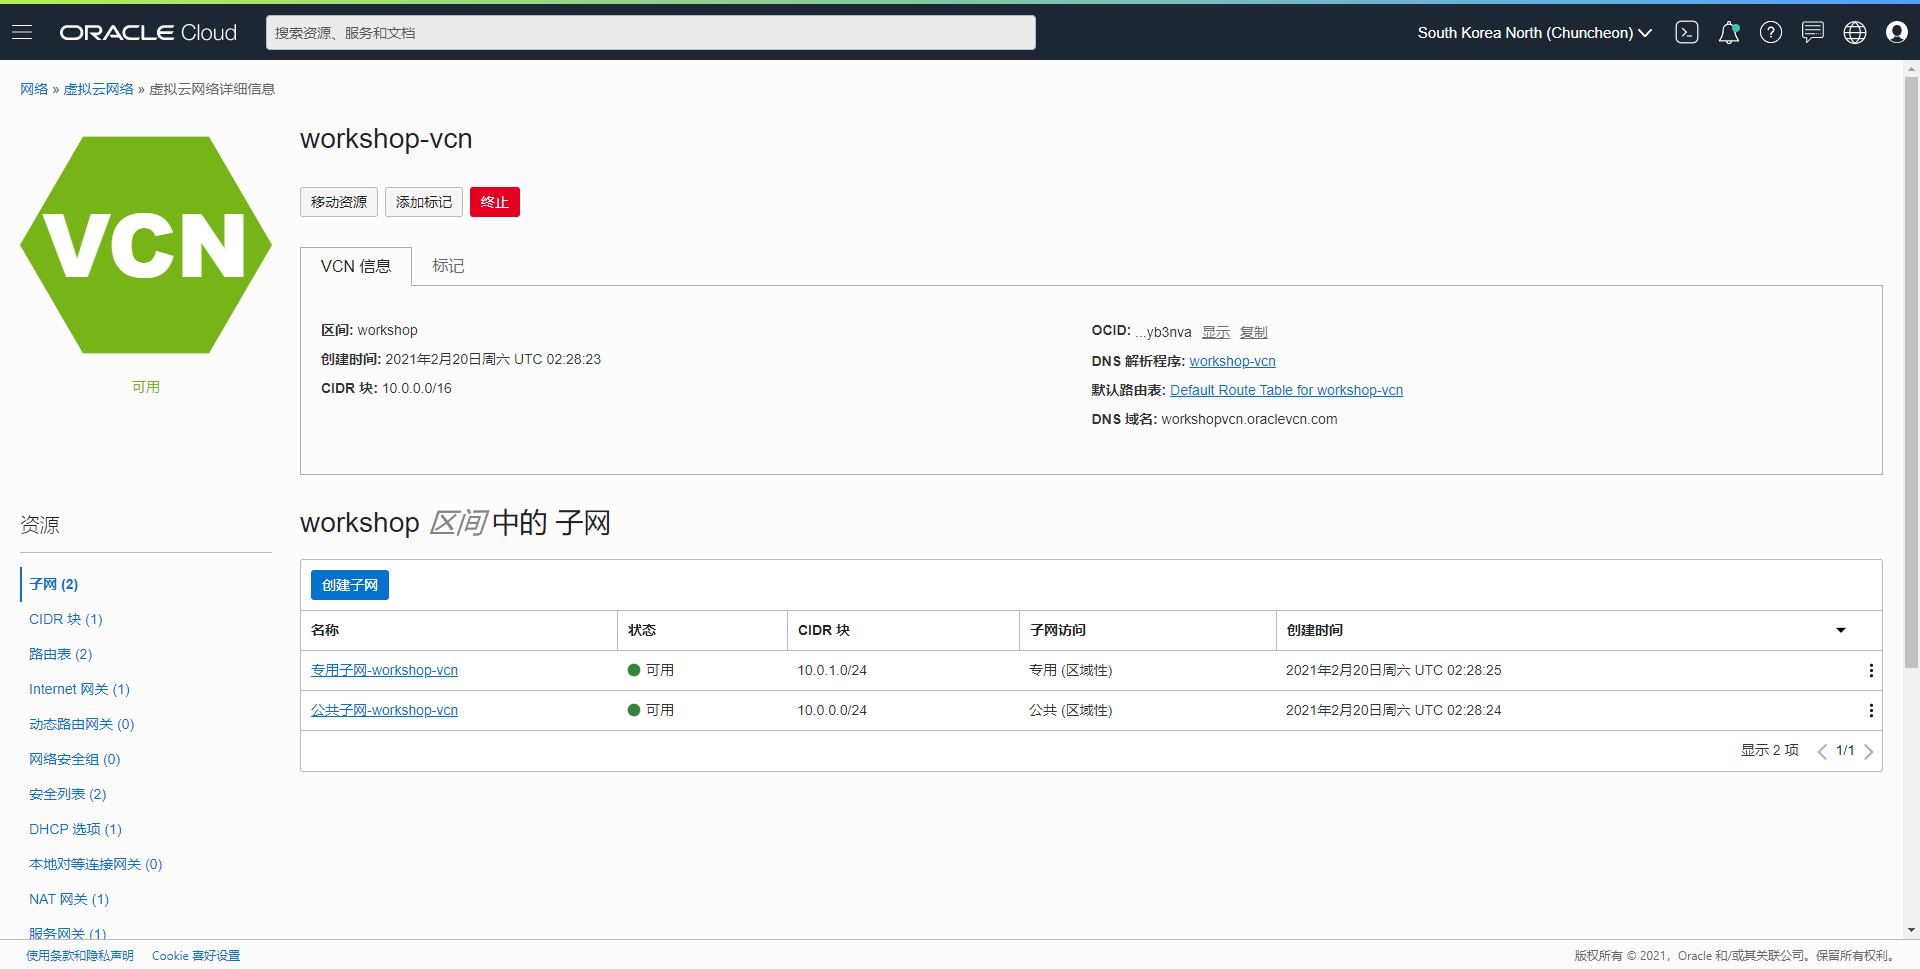 ORACLE Cloud
搜索资源、服务和文档
South Korea North (Chuncheon)
网络 » 虚拟云网络 » 虚拟云网络详细信息
VCN
可用
workshop-vcn
移动资源 添加标记 终止
VCN 信息 标记
区间: workshop
创建时间: 2021年2月20日周六 UTC 02:28:23
CIDR 块: 10.0.0.0/16
OCID: ...yb3nva 显示 复制
DNS 解析程序: workshop-vcn
默认路由表: Default Route Table for workshop-vcn
DNS 域名: workshopvcn.oraclevcn.com
资源
子网 (2)
CIDR 块 (1)
路由表 (2)
Internet 网关 (1)
动态路由网关 (0)
网络安全组 (0)
安全列表 (2)
DHCP 选项 (1)
本地对等连接网关 (0)
NAT 网关 (1)
服务网关 (1)
workshop 区间 中的 子网
创建子网
名称 状态 CIDR 块 子网访问 创建时间
专用子网-workshop-vcn 可用 10.0.1.0/24 专用 (区域性) 2021年2月20日周六 UTC 02:28:25
公共子网-workshop-vcn 可用 10.0.0.0/24 公共 (区域性) 2021年2月20日周六 UTC 02:28:24
显示 2 项 1/1
使用条款和隐私声明 Cookie 喜好设置
版权所有 © 2021，Oracle 和/或其关联公司。保留所有权利。